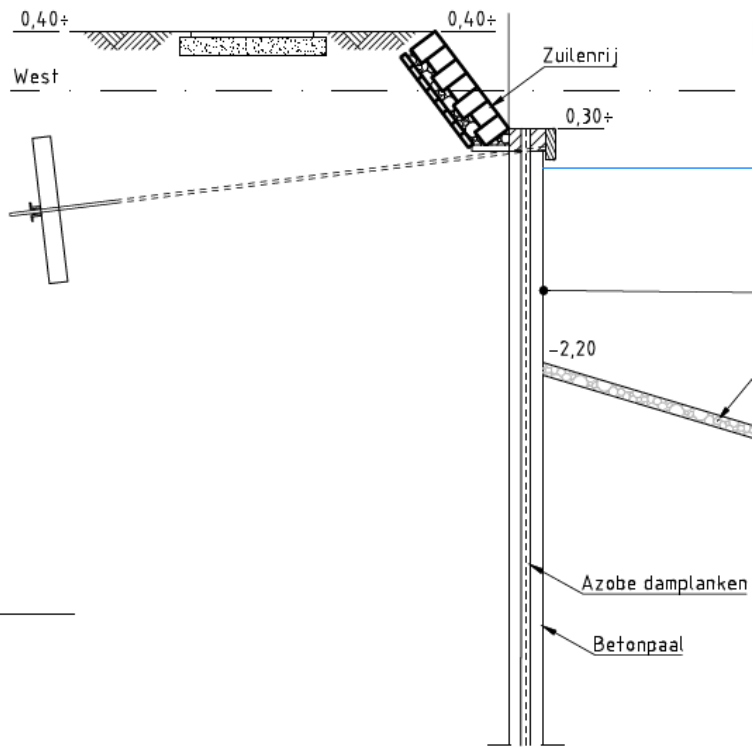 0,40÷
0,40÷
Zuilenrij
West
0,30÷
-2,20
Azobe damplanken
Betonpaal